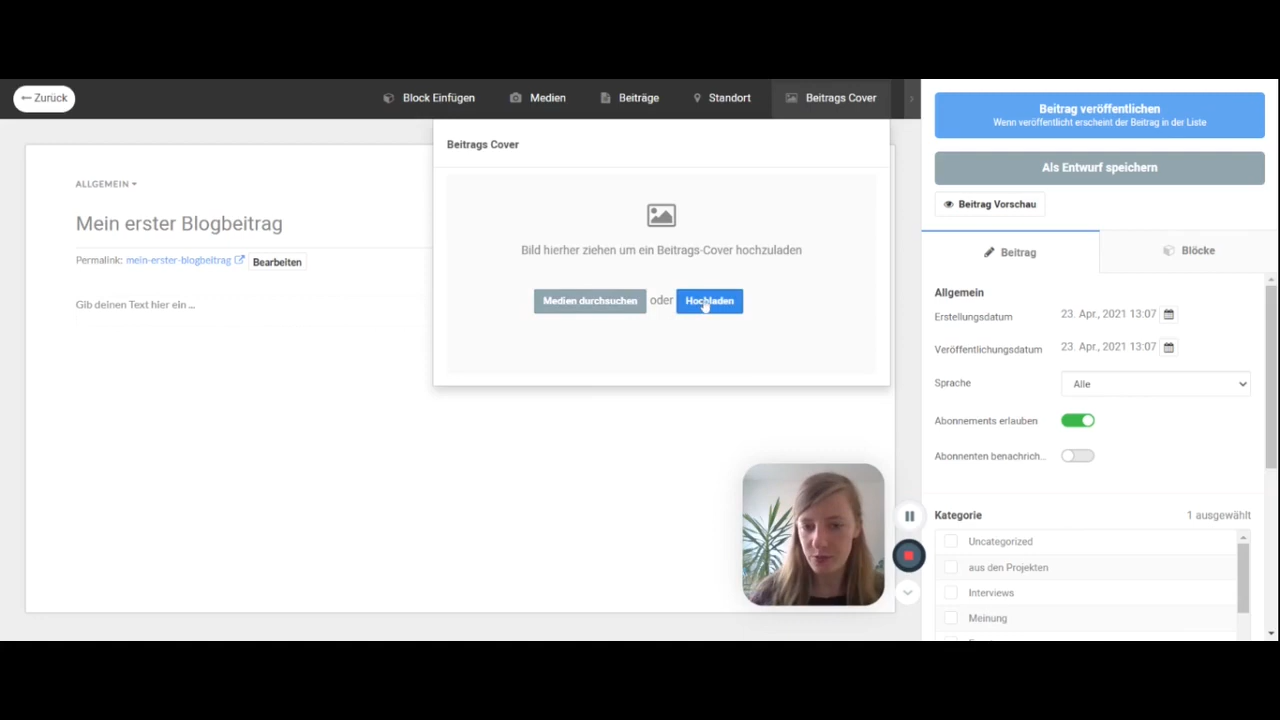 Zurück
Block Einfügen
Medien
Beiträge
Standort
Beitrags Cover
Beitrags Cover
Bild hierher ziehen um ein Beitrags-Cover hochzuladen
Medien durchsuchen oder Hochladen
ALLGEMEIN
Mein erster Blogbeitrag
Permalink: mein-erster-blogbeitrag Bearbeiten
Gib deinen Text hier ein ...
Beitrag veröffentlichen
Wenn veröffentlicht erscheint der Beitrag in der Liste
Als Entwurf speichern
Beitrag Vorschau
Beitrag
Blöcke
Allgemein
Erstellungsdatum 23. Apr., 2021 13:07
Veröffentlichungsdatum 23. Apr., 2021 13:07
Sprache Alle
Abonnements erlauben
Abonnenten benachrich...
Kategorie 1 ausgewählt
Uncategorized
aus den Projekten
Interviews
Meinung